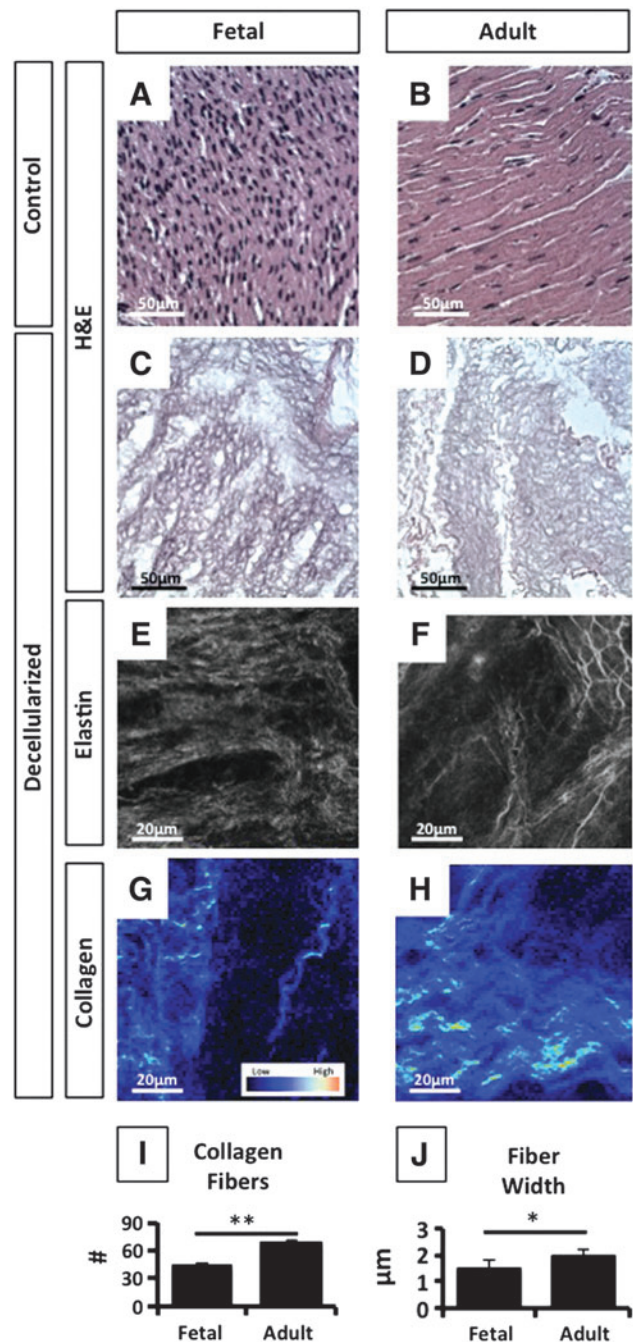 Fetal
Adult
Control
Decellularized
H&E
Elastin
Collagen
A
50µm
B
50µm
C
50µm
D
50µm
E
20µm
F
20µm
G
20µm
Low High
H
20µm
I
Collagen
Fibers
**
#
90
60
30
0
Fetal Adult
J
Fiber
Width
*
µm
3
2
1
0
Fetal Adult